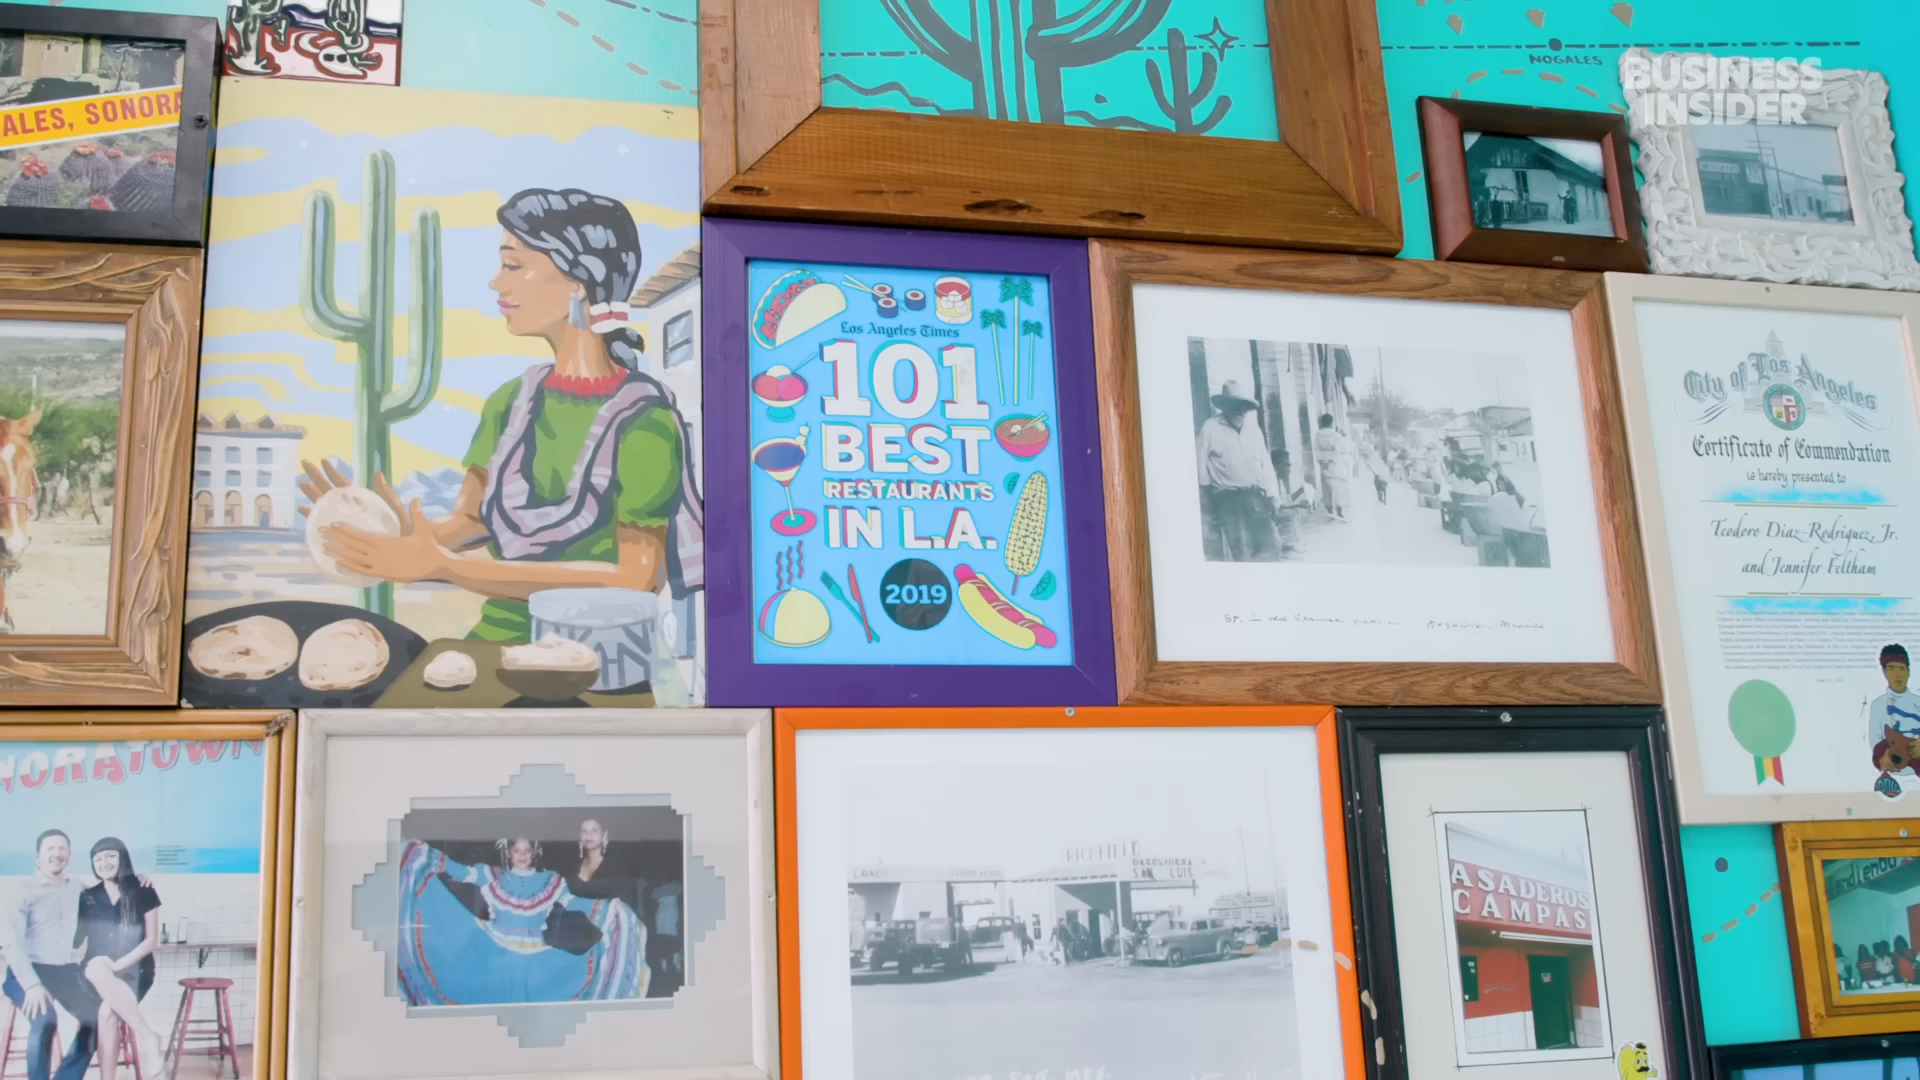 BUSINESS
INSIDER
NOGALES
ALES, SONORA
Los Angeles Times
101
BEST
RESTAURANTS
IN L.A.
2019
City of Los Angeles
Certificate of Commendation
is hereby presented to
Teodoro Diaz-Rodriguez, Jr.
and Jennifer Feltham
NORATOWN
RICHFIELD
GASOLINERA
SAN LUIS
LAVADO
ASADEROS
CAMPAS